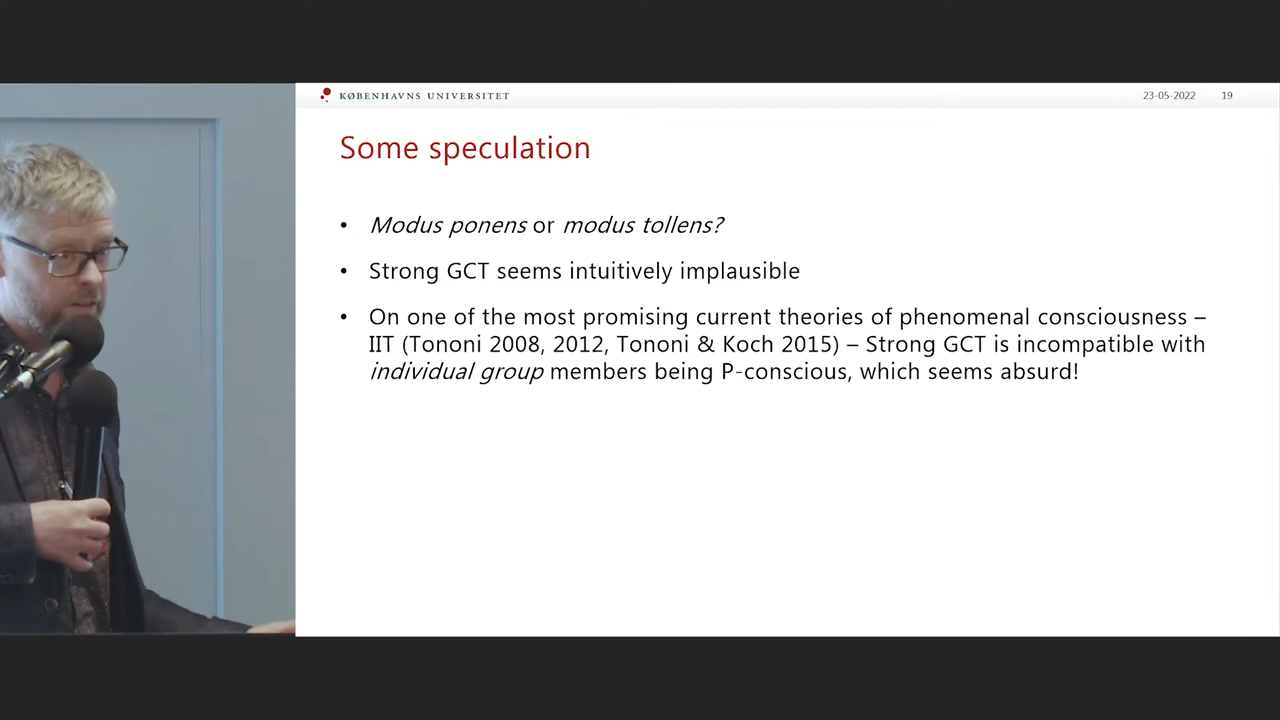 KØBENHAVNS UNIVERSITET
23-05-2022 19
Some speculation
• Modus ponens or modus tollens?
• Strong GCT seems intuitively implausible
• On one of the most promising current theories of phenomenal consciousness –
IIT (Tononi 2008, 2012, Tononi & Koch 2015) – Strong GCT is incompatible with
individual group members being P-conscious, which seems absurd!